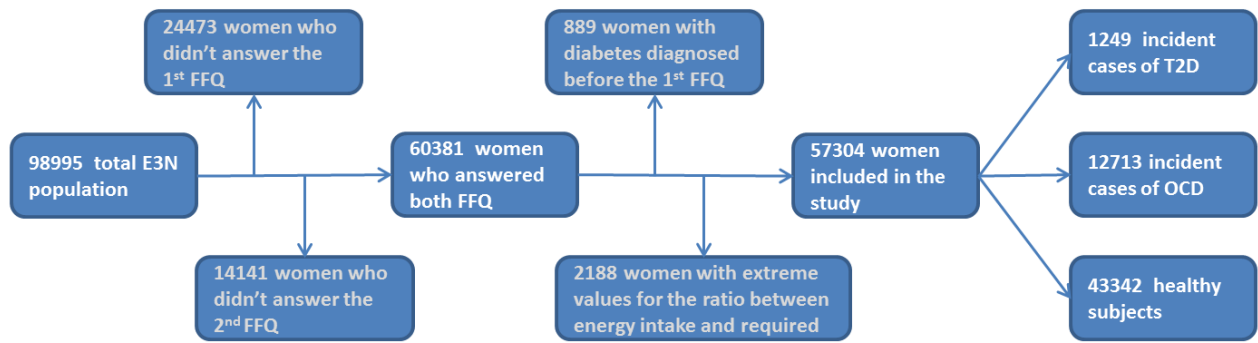 24473 women who
didn't answer the
1st FFQ
889 women with
diabetes diagnosed
before the 1st FFQ
1249 incident
cases of T2D
98995 total E3N
population
60381 women
who answered
both FFQ
57304 women
included in the
study
12713 incident
cases of OCD
14141 women who
didn't answer the
2nd FFQ
2188 women with extreme
values for the ratio between
energy intake and required
43342 healthy
subjects